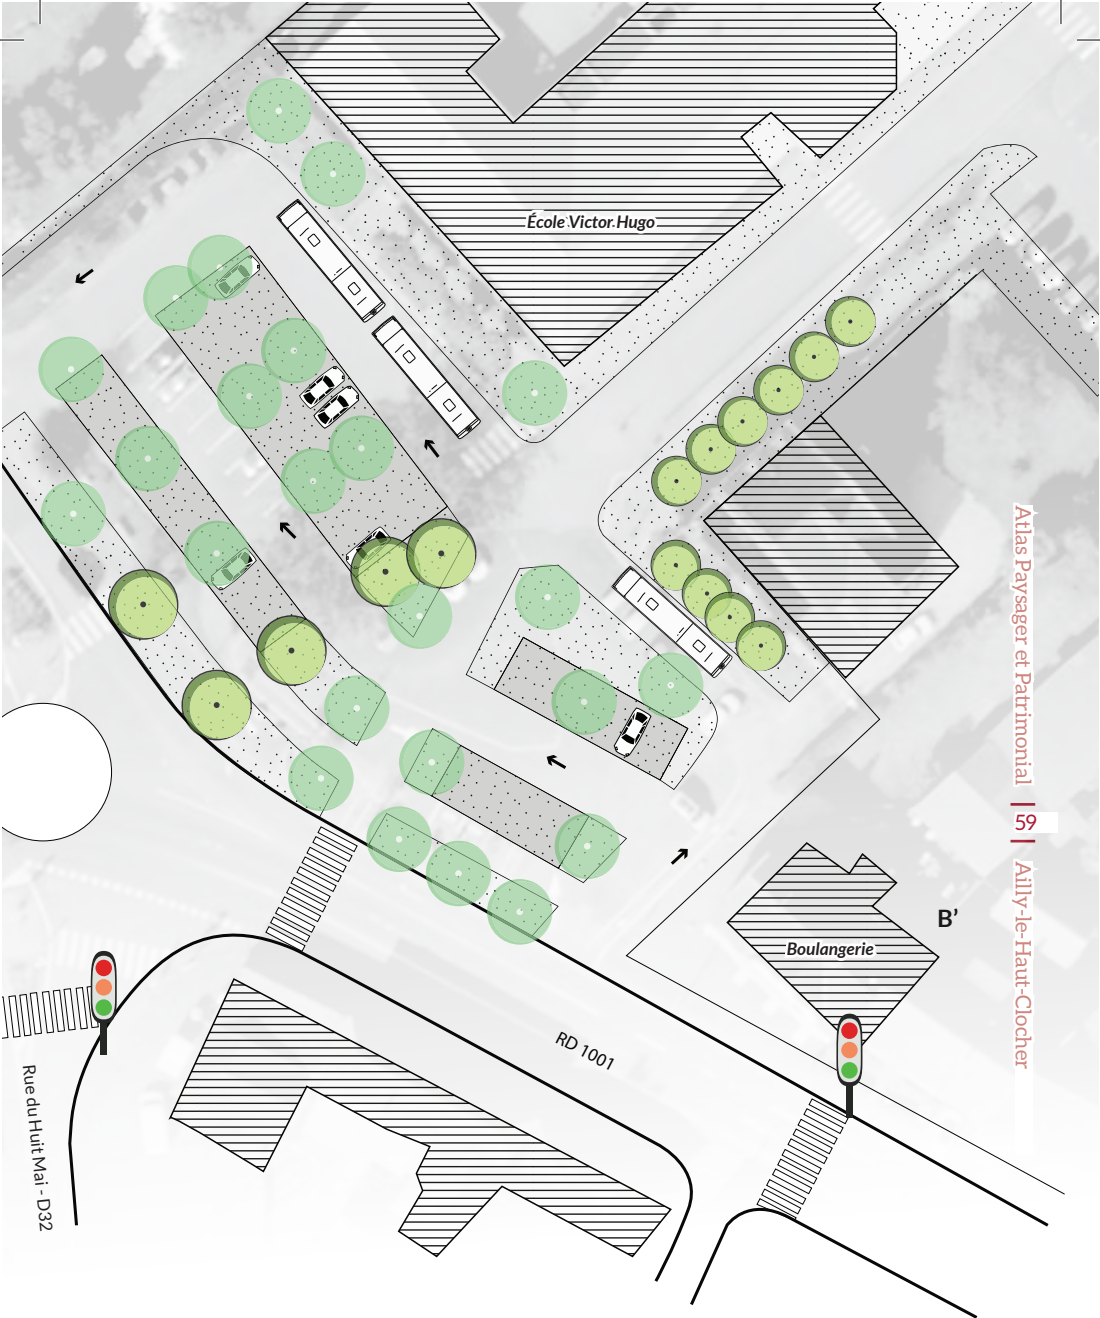 École Victor Hugo
Atlas Paysager et Patrimonial
59
Ailly-le-Haut-Clocher
B’
Boulangerie
RD 1001
Rue du Huit Mai - D32